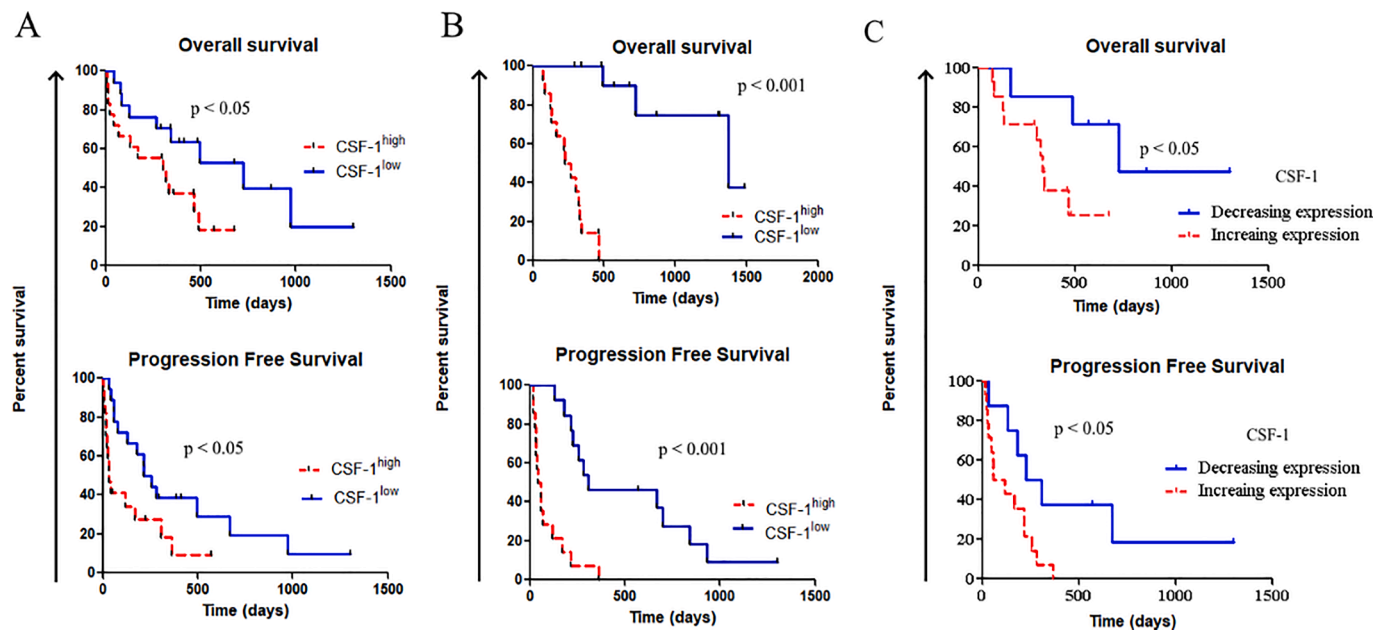 A
Overall survival
100
80
60
40
20
0
p < 0.05
CSF-1high
CSF-1low
0 500 1000 1500
Time (days)
Percent survival
Progression Free Survival
100
80
60
40
20
0
p < 0.05
CSF-1high
CSF-1low
0 500 1000 1500
Time (days)
B
Overall survival
100
80
60
40
20
0
p < 0.001
CSF-1high
CSF-1low
0 500 1000 1500 2000
Time (days)
Percent survival
Progression Free Survival
100
80
60
40
20
0
p < 0.001
CSF-1high
CSF-1low
0 500 1000 1500
Time (days)
C
Overall survival
100
80
60
40
20
0
p < 0.05
CSF-1
Decreasing expression
Increaing expression
0 500 1000 1500
Time (days)
Percent survival
Progression Free Survival
100
80
60
40
20
0
p < 0.05
CSF-1
Decreasing expression
Increaing expression
0 500 1000 1500
Time (days)